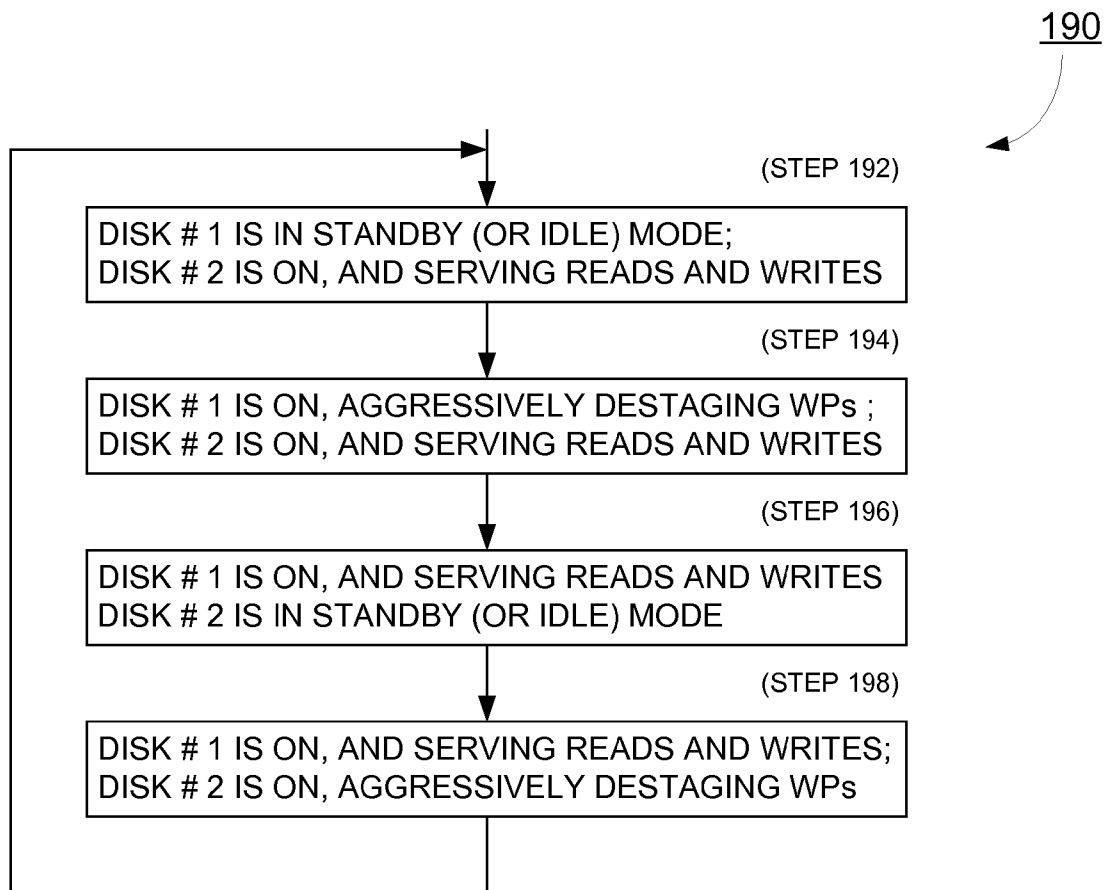 190
(STEP 192)
DISK # 1 IS IN STANDBY (OR IDLE) MODE;
DISK # 2 IS ON, AND SERVING READS AND WRITES
(STEP 194)
DISK # 1 IS ON, AGGRESSIVELY DESTAGING WPs ;
DISK # 2 IS ON, AND SERVING READS AND WRITES
(STEP 196)
DISK # 1 IS ON, AND SERVING READS AND WRITES
DISK # 2 IS IN STANDBY (OR IDLE) MODE
(STEP 198)
DISK # 1 IS ON, AND SERVING READS AND WRITES;
DISK # 2 IS ON, AGGRESSIVELY DESTAGING WPs